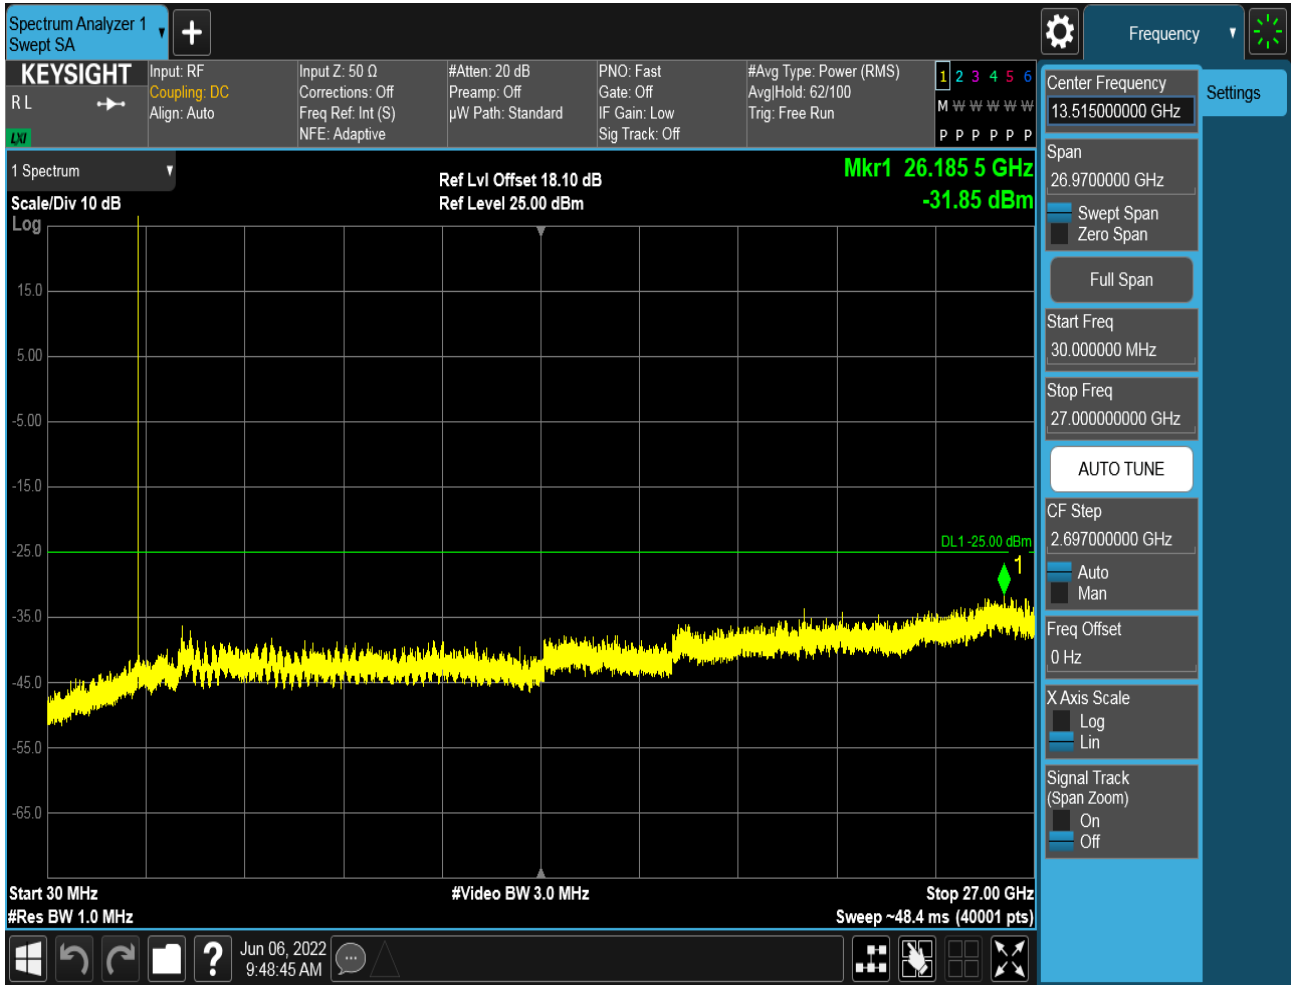 Spectrum Analyzer 1
Swept SA
Frequency
KEYSIGHT
R L
LXI
Input: RF
Coupling: DC
Align: Auto
Input Z: 50 Ω
Corrections: Off
Freq Ref: Int (S)
NFE: Adaptive
#Atten: 20 dB
Preamp: Off
µW Path: Standard
PNO: Fast
Gate: Off
IF Gain: Low
Sig Track: Off
#Avg Type: Power (RMS)
Avg|Hold: 62/100
Trig: Free Run
1 2 3 4 5 6
M W W W W W
P P P P P P
1 Spectrum
Scale/Div 10 dB
Log
Ref Lvl Offset 18.10 dB
Ref Level 25.00 dBm
Mkr1 26.185 5 GHz
-31.85 dBm
15.0
5.00
-5.00
-15.0
-25.0
-35.0
-45.0
-55.0
-65.0
DL1 -25.00 dBm
1
Start 30 MHz
#Res BW 1.0 MHz
#Video BW 3.0 MHz
Stop 27.00 GHz
Sweep ~48.4 ms (40001 pts)
Center Frequency
13.515000000 GHz
Settings
Span
26.9700000 GHz
Swept Span
Zero Span
Full Span
Start Freq
30.000000 MHz
Stop Freq
27.000000000 GHz
AUTO TUNE
CF Step
2.697000000 GHz
Auto
Man
Freq Offset
0 Hz
X Axis Scale
Log
Lin
Signal Track
(Span Zoom)
On
Off
?
Jun 06, 2022
9:48:45 AM